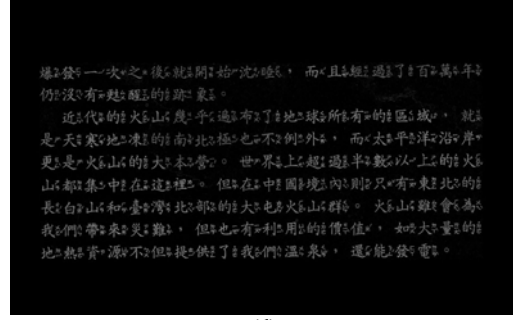 爆發一次之後就開始沈睡，而且經過了百萬年
仍沒有甦醒的跡象。
近代的火山幾乎遍布了地球所有的區域，就
是天寒地凍的南北極也不例外，而太平洋沿岸
更是火山的大本營。世界上超過半數以上的火
山都集中在這裡。但在中國境內則只有東北的
長白山和臺灣北部的大屯火山群。火山雖會為
我們帶來災難，但也有利用的價值，如大量的
地熱資源不但提供了我們溫泉，還能發電。